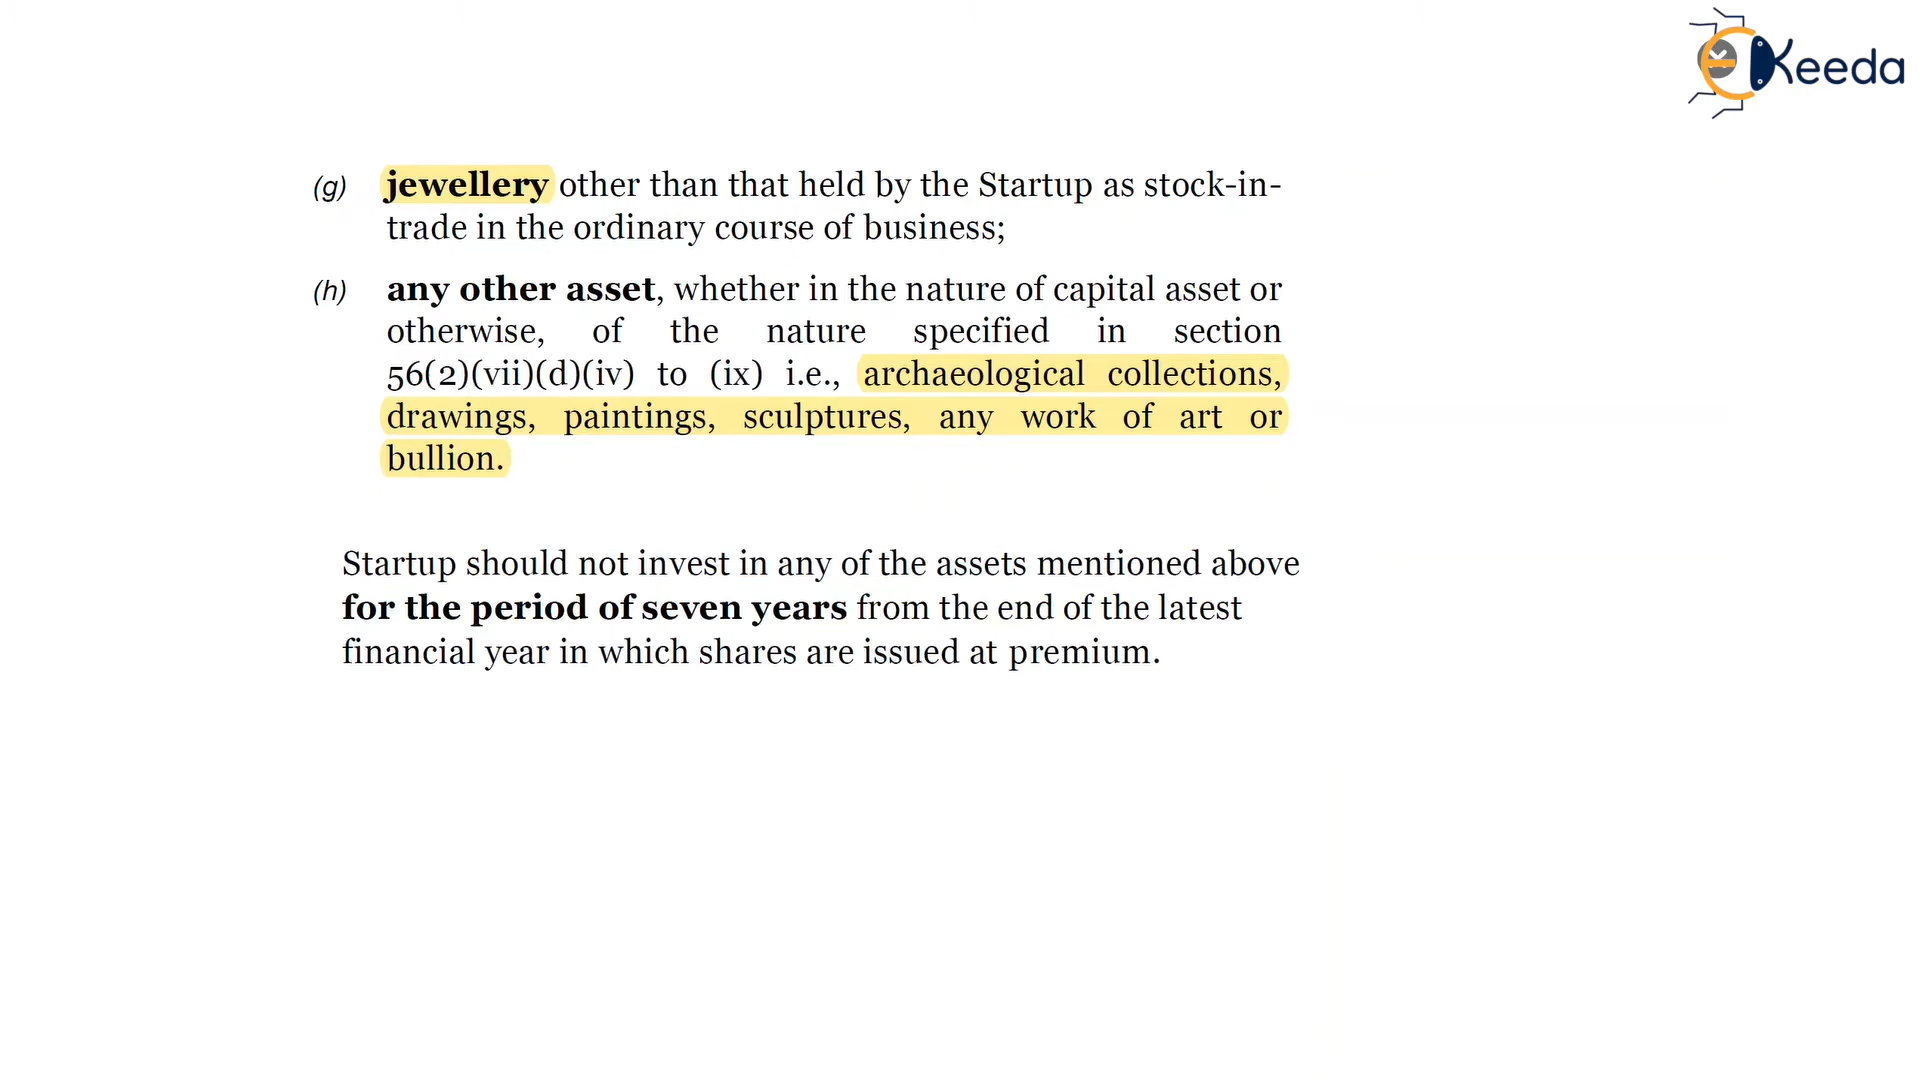 Keeda
(g) jewellery other than that held by the Startup as stock-in-
trade in the ordinary course of business;
(h) any other asset, whether in the nature of capital asset or
otherwise, of the nature specified in section
56(2)(vii)(d)(iv) to (ix) i.e., archaeological collections,
drawings, paintings, sculptures, any work of art or
bullion.
Startup should not invest in any of the assets mentioned above
for the period of seven years from the end of the latest
financial year in which shares are issued at premium.